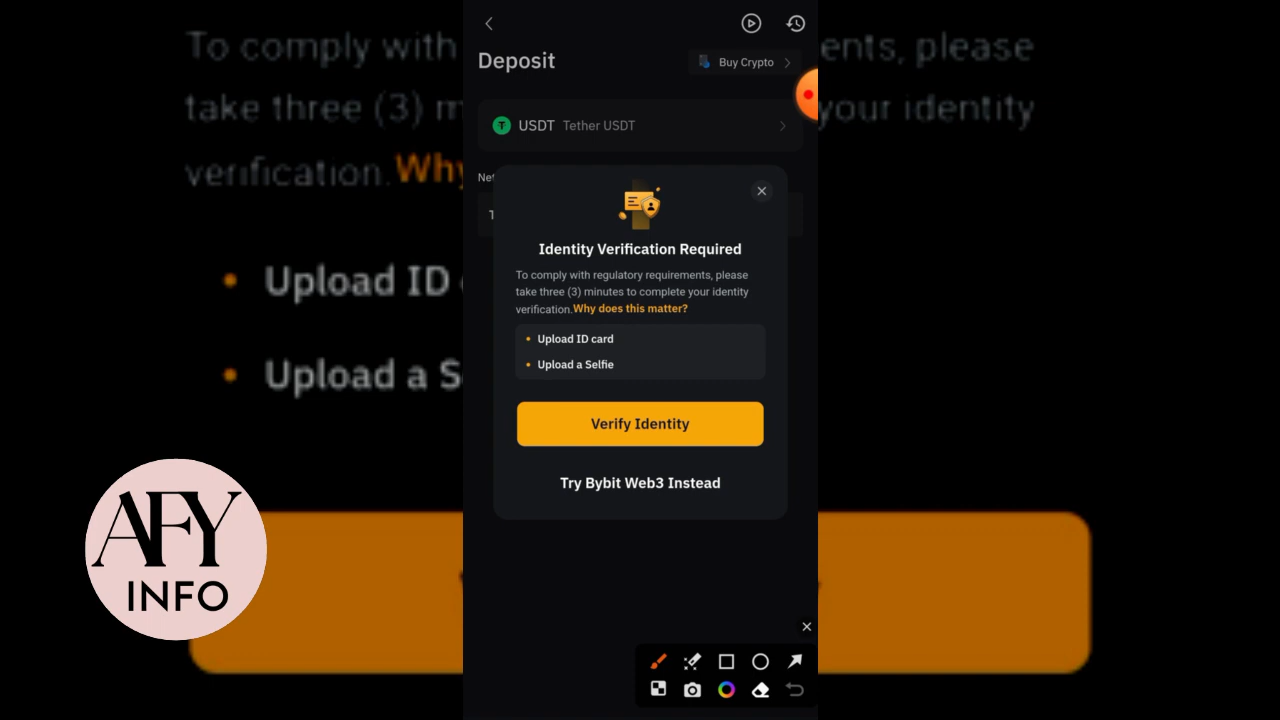 To comply with
ents, please
take three (3) m
your identity
verification. Why
Upload ID
Upload a S
Deposit
Buy Crypto
USDT Tether USDT
Net
T
Identity Verification Required
To comply with regulatory requirements, please
take three (3) minutes to complete your identity
verification.Why does this matter?
Upload ID card
Upload a Selfie
Verify Identity
Try Bybit Web3 Instead
AFY
INFO